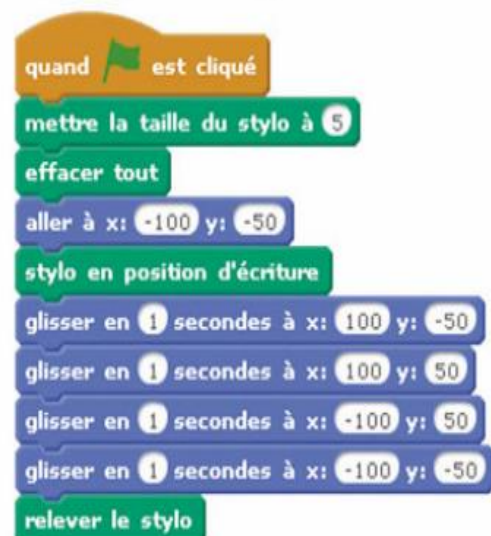 quand est cliqué
mettre la taille du stylo à 5
effacer tout
aller à x: -100 y: -50
stylo en position d'écriture
glisser en 1 secondes à x: 100 y: -50
glisser en 1 secondes à x: 100 y: 50
glisser en 1 secondes à x: -100 y: 50
glisser en 1 secondes à x: -100 y: -50
relever le stylo